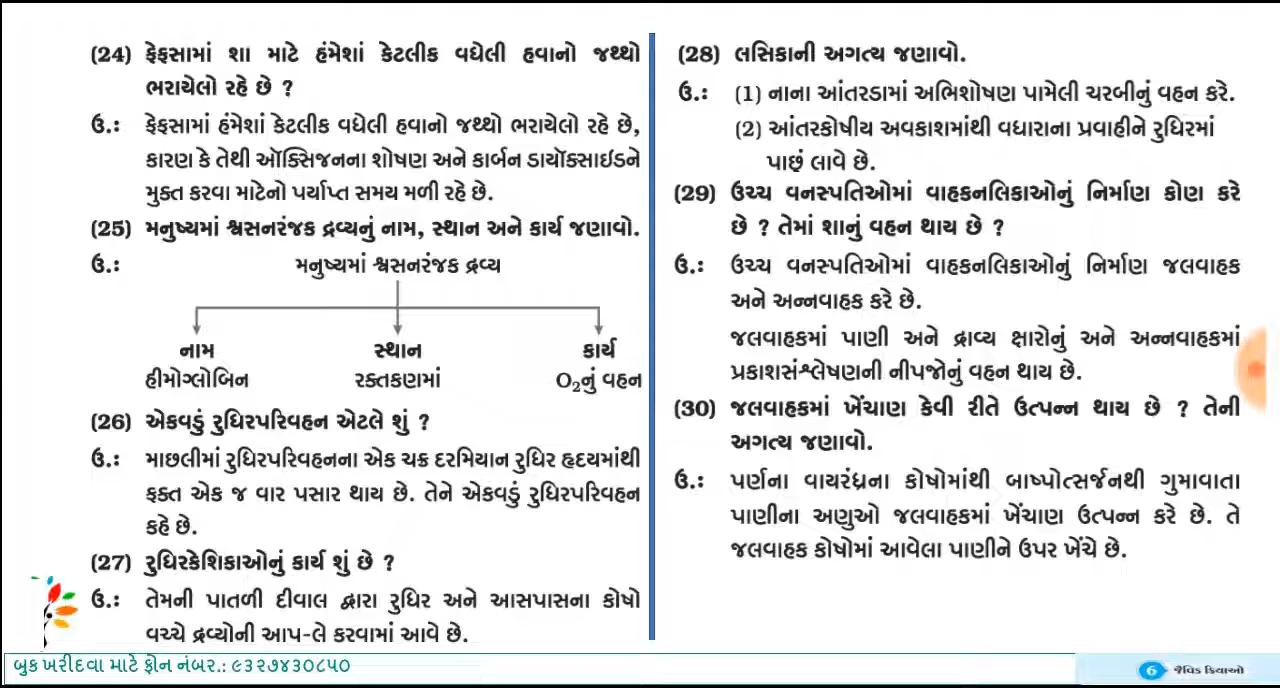 (24) ફેફસામાં શા માટે હંમેશાં કેટલીક વધેલી હવાનો જથ્થો
ભરાયેલો રહે છે ?
ઉ.: ફેફસામાં હંમેશાં કેટલીક વધેલી હવાનો જથ્થો ભરાયેલો રહે છે,
કારણ કે તેથી ઑક્સિજનના શોષણ અને કાર્બન ડાયૉક્સાઇડને
મુક્ત કરવા માટેનો પર્યાપ્ત સમય મળી રહે છે.
(25) મનુષ્યમાં શ્વસનરંજક દ્રવ્યનું નામ, સ્થાન અને કાર્ય જણાવો.
ઉ.: મનુષ્યમાં શ્વસનરંજક દ્રવ્ય
નામ સ્થાન કાર્ય
હીમોગ્લોબિન રક્તકણમાં O₂નું વહન
(26) એકવડું રુધિરપરિવહન એટલે શું ?
ઉ.: માછલીમાં રુધિરપરિવહનના એક ચક્ર દરમિયાન રુધિર હૃદયમાંથી
ફક્ત એક જ વાર પસાર થાય છે. તેને એકવડું રુધિરપરિવહન
કહે છે.
(27) રુધિરકેશિકાઓનું કાર્ય શું છે ?
ઉ.: તેમની પાતળી દીવાલ દ્વારા રુધિર અને આસપાસના કોષો
વચ્ચે દ્રવ્યોની આપ-લે કરવામાં આવે છે.
(28) લસિકાની અગત્ય જણાવો.
ઉ.: (1) નાના આંતરડામાં અભિશોષણ પામેલી ચરબીનું વહન કરે.
(2) આંતરકોષીય અવકાશમાંથી વધારાના પ્રવાહીને રુધિરમાં
પાછું લાવે છે.
(29) ઉચ્ચ વનસ્પતિઓમાં વાહકનલિકાઓનું નિર્માણ કોણ કરે
છે ? તેમાં શાનું વહન થાય છે ?
ઉ.: ઉચ્ચ વનસ્પતિઓમાં વાહકનલિકાઓનું નિર્માણ જલવાહક
અને અન્નવાહક કરે છે.
જલવાહકમાં પાણી અને દ્રાવ્ય ક્ષારોનું અને અન્નવાહકમાં
પ્રકાશસંશ્લેષણની નીપજોનું વહન થાય છે.
(30) જલવાહકમાં ખેંચાણ કેવી રીતે ઉત્પન્ન થાય છે ? તેની
અગત્ય જણાવો.
ઉ.: પર્ણના વાયરંધ્રના કોષોમાંથી બાષ્પોત્સર્જનથી ગુમાવાતા
પાણીના અણુઓ જલવાહકમાં ખેંચાણ ઉત્પન્ન કરે છે. તે
જલવાહક કોષોમાં આવેલા પાણીને ઉપર ખેંચે છે.
બુક ખરીદવા માટે ફોન નંબર.: ૯૩૨૭૪૩૦૮૫૦
6 જૈવિક ક્રિયાઓ